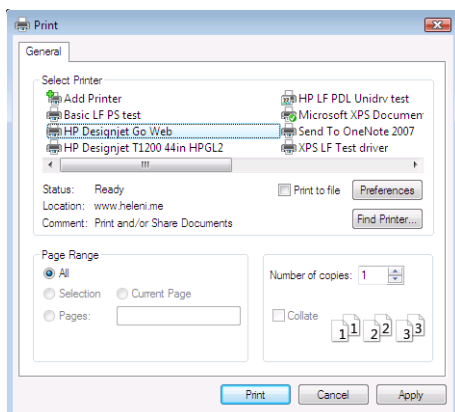 Print
General
Select Printer
Add Printer
Basic LF PS test
HP Designjet Go Web
HP Designjet T1200 44in HPGL2
HP LF PDL Unidrv test
Microsoft XPS Documen
Send To OneNote 2007
XPS LF Test driver
Status: Ready
Location: www.heleni.me
Comment: Print and/or Share Documents
Print to file
Preferences
Find Printer...
Page Range
All
Selection
Current Page
Pages:
Number of copies: 1
Collate
1 1 2 2 3 3
Print
Cancel
Apply